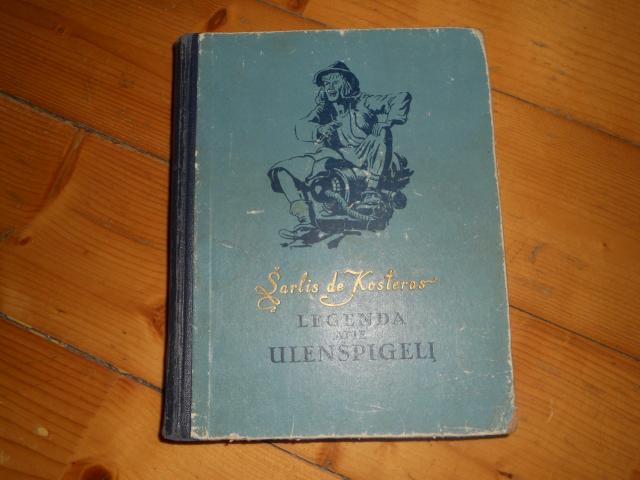 Šarlis de Kosteras
LEGENDA
APIE
ULENSPIGELĮ